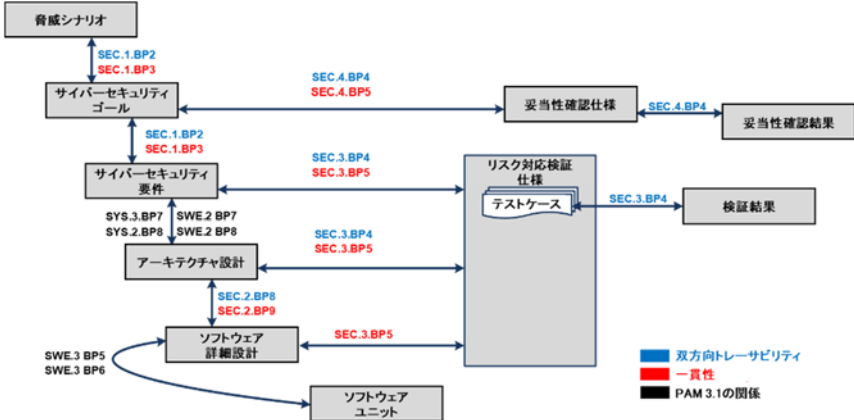 脅威シナリオ
SEC.1.BP2
SEC.1.BP3
サイバーセキュリティ
ゴール
SEC.4.BP4
SEC.4.BP5
妥当性確認仕様
SEC.4.BP4
妥当性確認結果
SEC.1.BP2
SEC.1.BP3
サイバーセキュリティ
要件
SEC.3.BP4
SEC.3.BP5
リスク対応検証
仕様
テストケース
SEC.3.BP4
検証結果
SYS.3.BP7 SWE.2 BP7
SYS.2.BP8 SWE.2 BP8
アーキテクチャ設計
SEC.3.BP4
SEC.3.BP5
SEC.2.BP8
SEC.2.BP9
ソフトウェア
詳細設計
SEC.3.BP5
SWE.3 BP5
SWE.3 BP6
ソフトウェア
ユニット
双方向トレーサビリティ
一貫性
PAM 3.1の関係